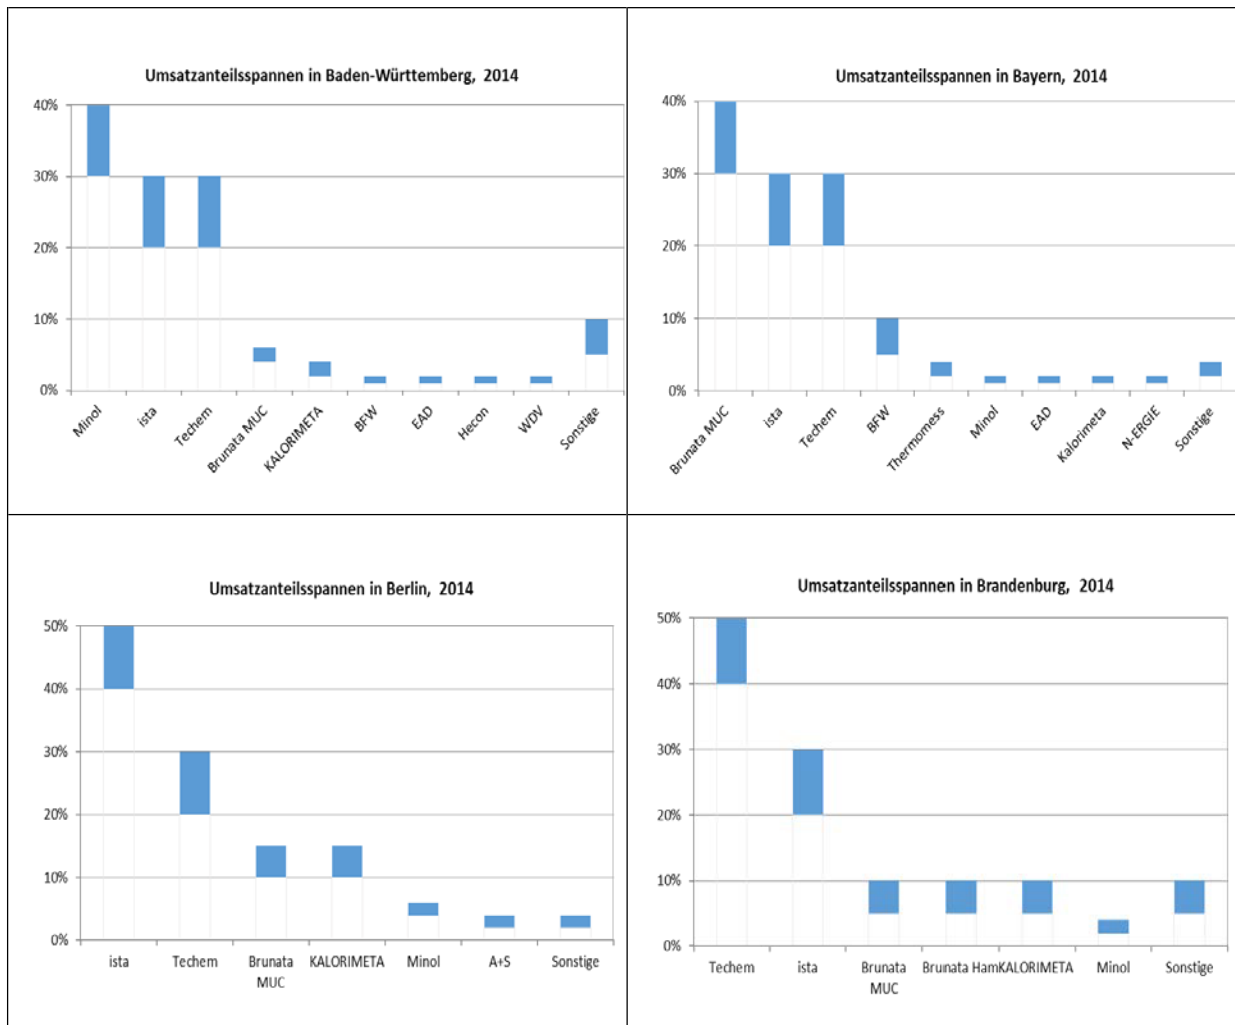 Umsatzanteilsspannen in Baden-Württemberg, 2014
40%
30%
20%
10%
0%
Minol
ista
Techem
Brunata MUC
KALORIMETA
BFW
EAD
Hecon
WDV
Sonstige
Umsatzanteilsspannen in Bayern, 2014
40%
30%
20%
10%
0%
Brunata MUC
ista
Techem
BFW
Thermomess
Minol
EAD
Kalorimeta
N-ERGIE
Sonstige
Umsatzanteilsspannen in Berlin, 2014
50%
40%
30%
20%
10%
0%
ista
Techem
Brunata
MUC
KALORIMETA
Minol
A+S
Sonstige
Umsatzanteilsspannen in Brandenburg, 2014
50%
40%
30%
20%
10%
0%
Techem
ista
Brunata
MUC
Brunata Ham
KALORIMETA
Minol
Sonstige